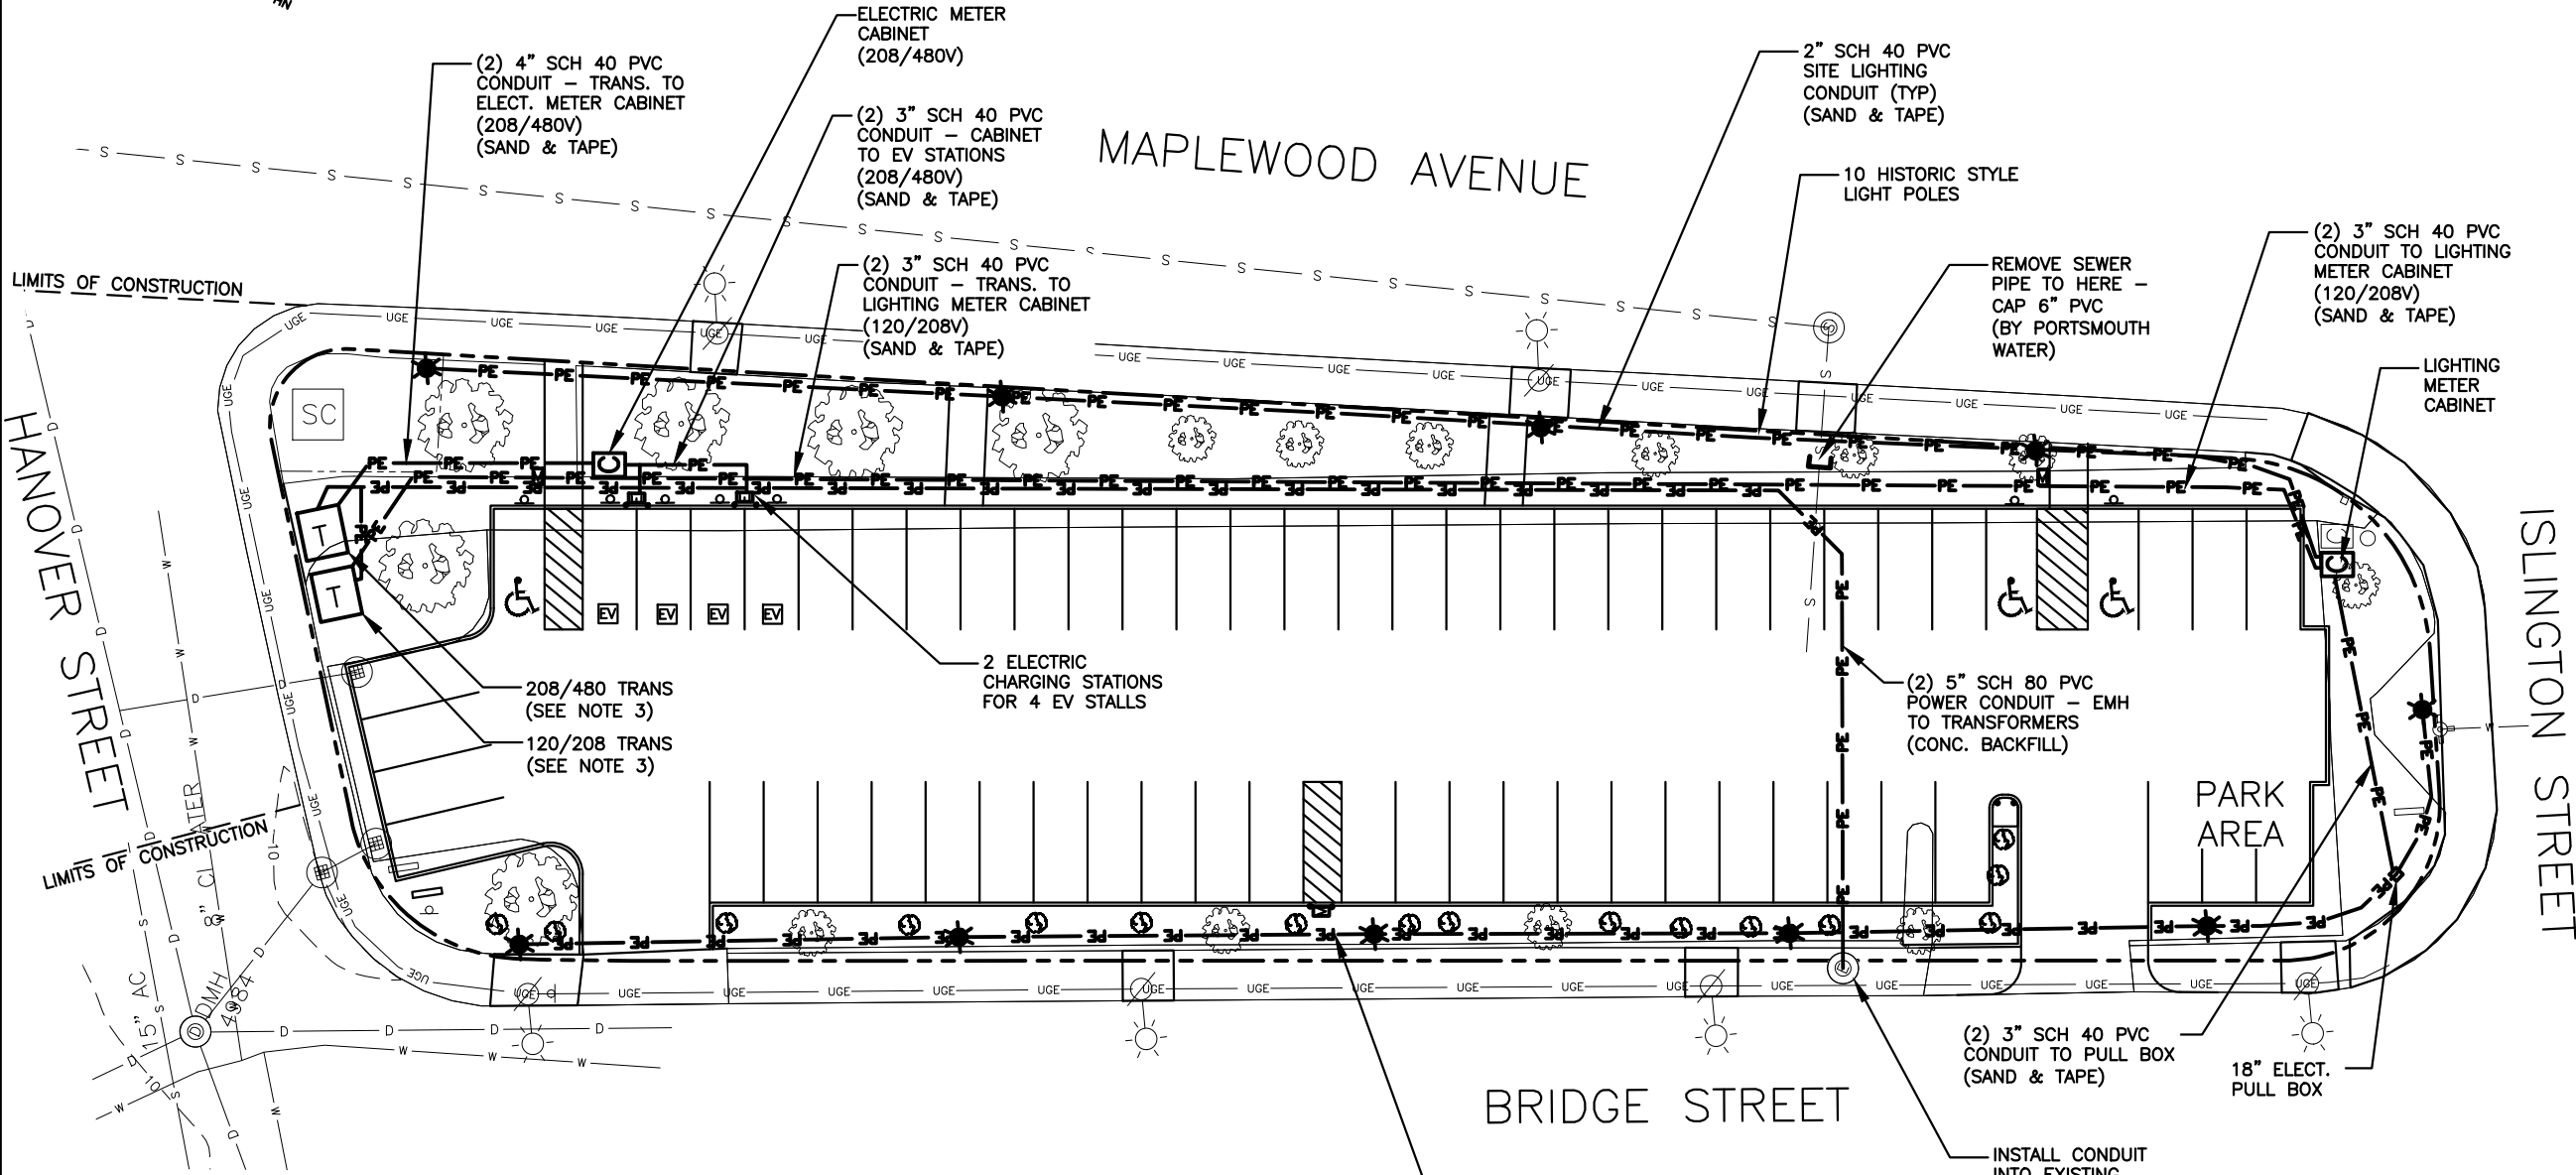 ELECTRIC METER
CABINET
(208/480V)
(2) 4" SCH 40 PVC
CONDUIT – TRANS. TO
ELECT. METER CABINET
(208/480V)
(SAND & TAPE)
(2) 3" SCH 40 PVC
CONDUIT – CABINET
TO EV STATIONS
(208/480V)
(SAND & TAPE)
2" SCH 40 PVC
SITE LIGHTING
CONDUIT (TYP)
(SAND & TAPE)
MAPLEWOOD AVENUE
10 HISTORIC STYLE
LIGHT POLES
(2) 3" SCH 40 PVC
CONDUIT TO LIGHTING
METER CABINET
(120/208V)
(SAND & TAPE)
(2) 3" SCH 40 PVC
CONDUIT – TRANS. TO
LIGHTING METER CABINET
(120/208V)
(SAND & TAPE)
REMOVE SEWER
PIPE TO HERE –
CAP 6" PVC
(BY PORTSMOUTH
WATER)
LIMITS OF CONSTRUCTION
LIGHTING
METER
CABINET
SC
HANOVER STREET
ISLINGTON STREET
C
C
T
T
EV
EV
EV
EV
2 ELECTRIC
CHARGING STATIONS
FOR 4 EV STALLS
208/480 TRANS
(SEE NOTE 3)
120/208 TRANS
(SEE NOTE 3)
(2) 5" SCH 80 PVC
POWER CONDUIT – EMH
TO TRANSFORMERS
(CONC. BACKFILL)
PARK
AREA
LIMITS OF CONSTRUCTION
15" AC
DMH
4984
(2) 3" SCH 40 PVC
CONDUIT TO PULL BOX
(SAND & TAPE)
18" ELECT.
PULL BOX
BRIDGE STREET
INSTALL CONDUIT
INTO EXISTING